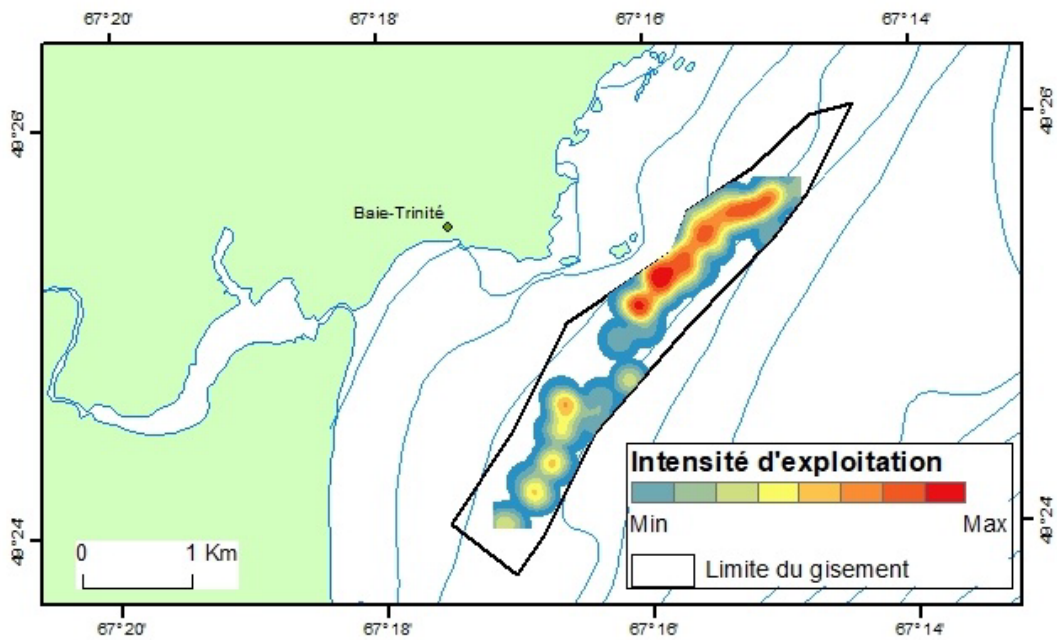 67°20' 67°18' 67°16' 67°14'
49°26' 49°26'
Baie-Trinité
Intensité d'exploitation
Min Max
Limite du gisement
0 1 Km
49°24' 49°24'
67°20' 67°18' 67°16' 67°14'